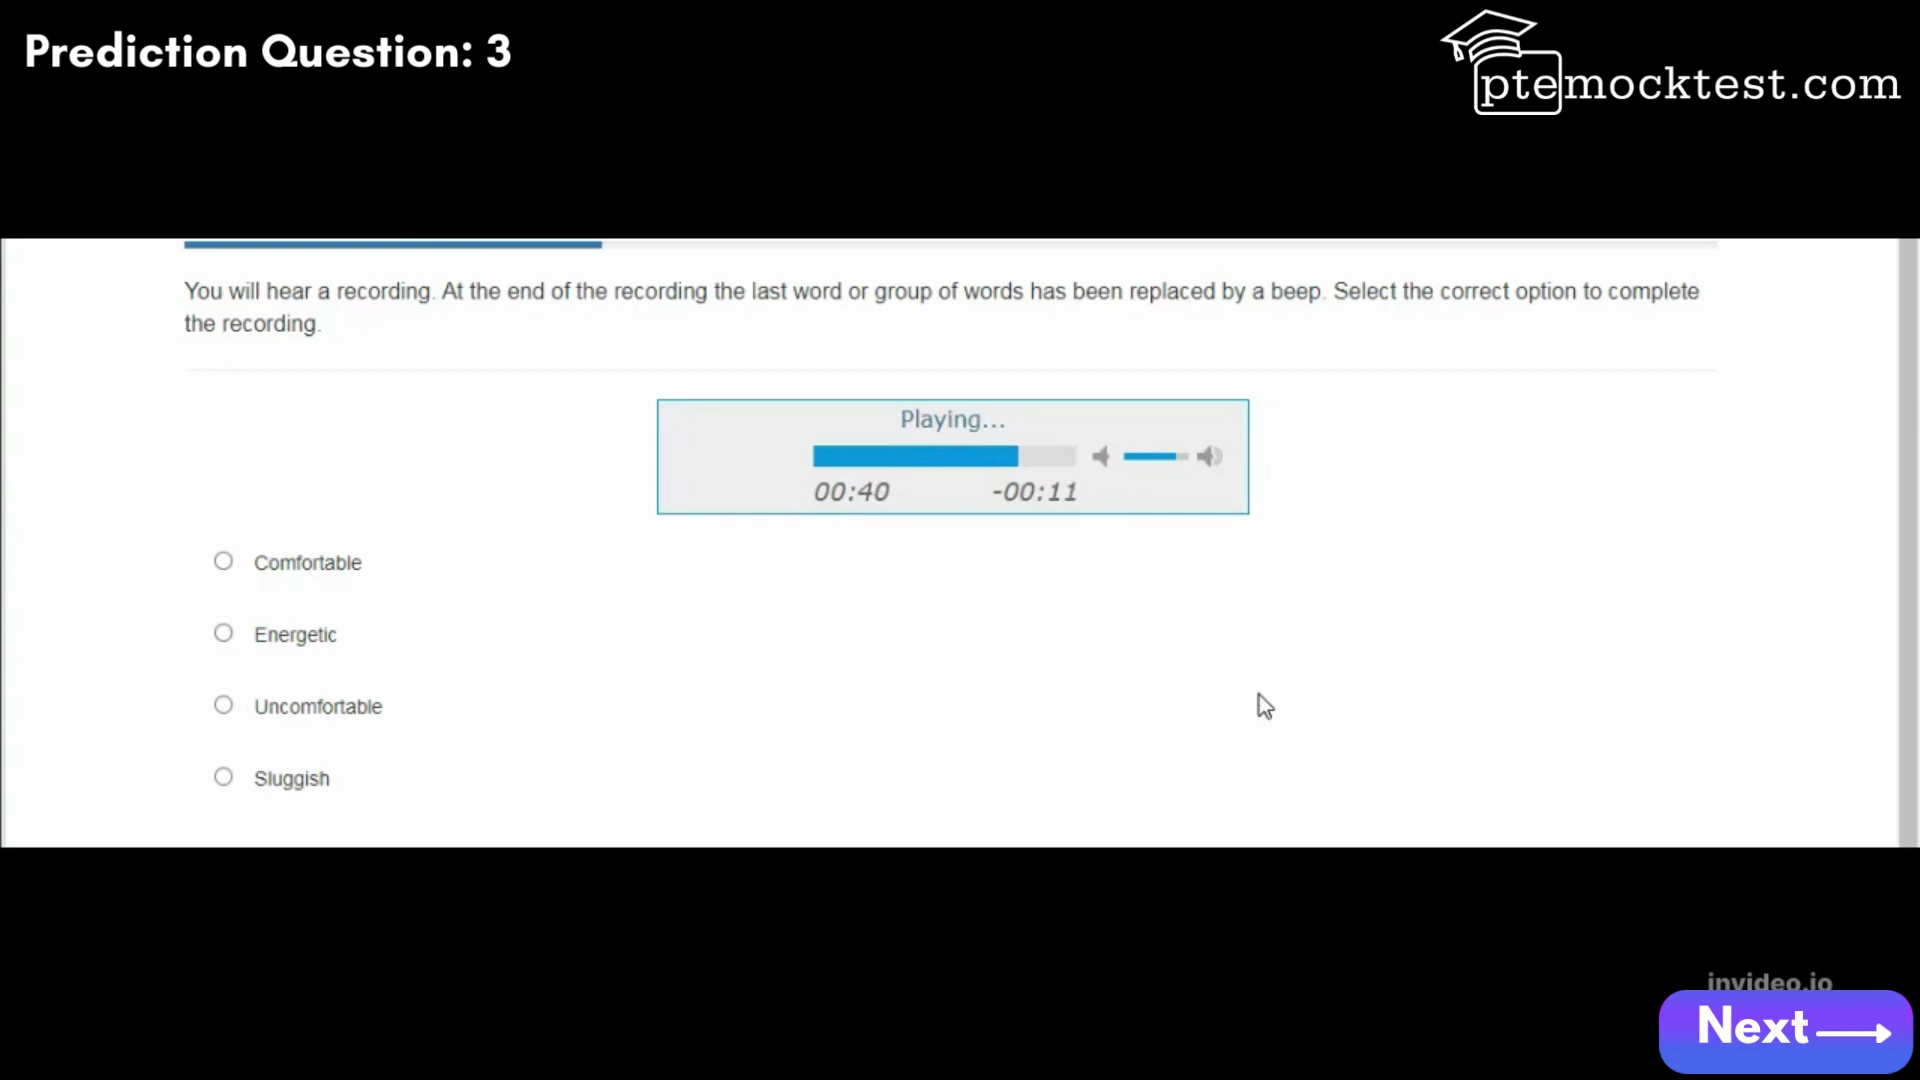 Prediction Question: 3
ptemocktest.com
You will hear a recording. At the end of the recording the last word or group of words has been replaced by a beep. Select the correct option to complete
the recording.
Playing...
00:40 -00:11
Comfortable
Energetic
Uncomfortable
Sluggish
invideo.io
Next